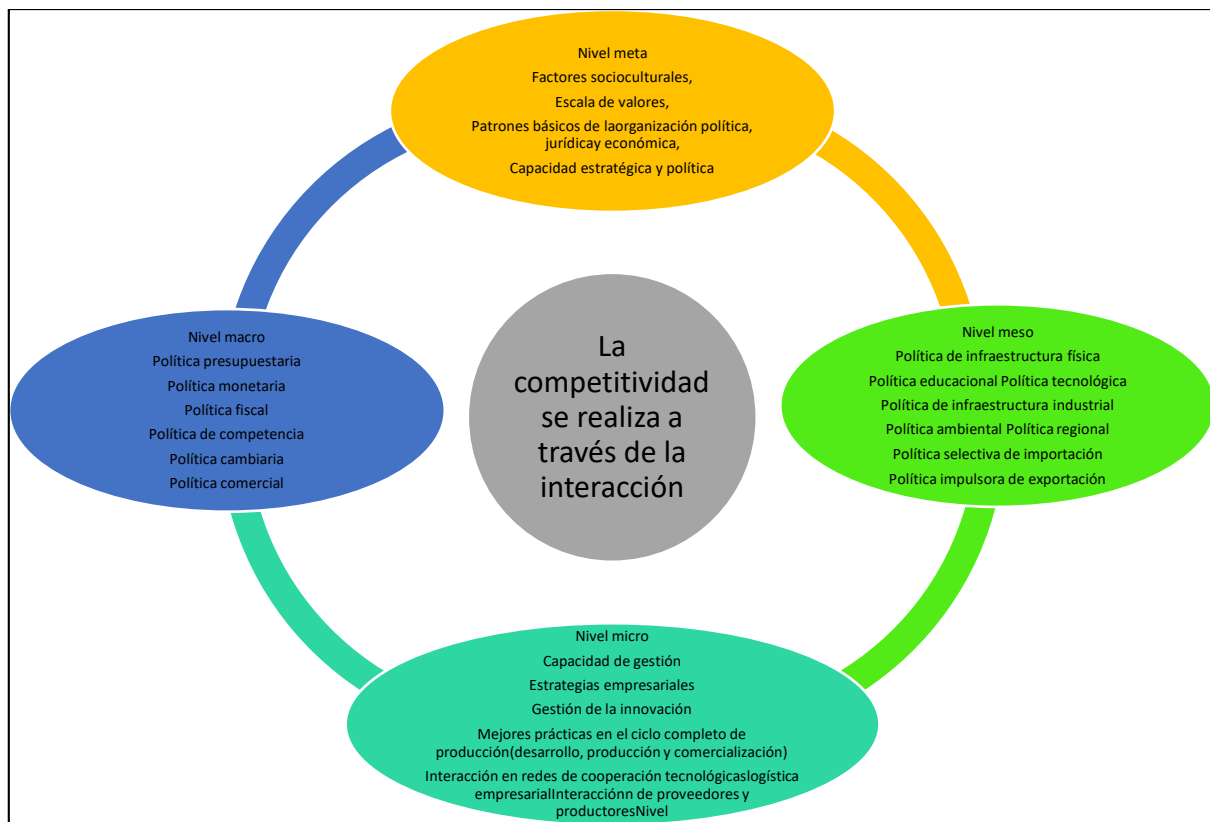 Nivel meta
Factores socioculturales,
Escala de valores,
Patrones básicos de laorganización política,
jurídicay económica,
Capacidad estratégica y política
Nivel macro
Política presupuestaria
Política monetaria
Política fiscal
Política de competencia
Política cambiaria
Política comercial
La
competitividad
se realiza a
través de la
interacción
Nivel meso
Política de infraestructura física
Política educacional Política tecnológica
Política de infraestructura industrial
Política ambiental Política regional
Política selectiva de importación
Política impulsora de exportación
Nivel micro
Capacidad de gestión
Estrategias empresariales
Gestión de la innovación
Mejores prácticas en el ciclo completo de
producción(desarrollo, producción y comercialización)
Interacción en redes de cooperación tecnológicaslogística
empresarialInteracciónn de proveedores y
productoresNivel